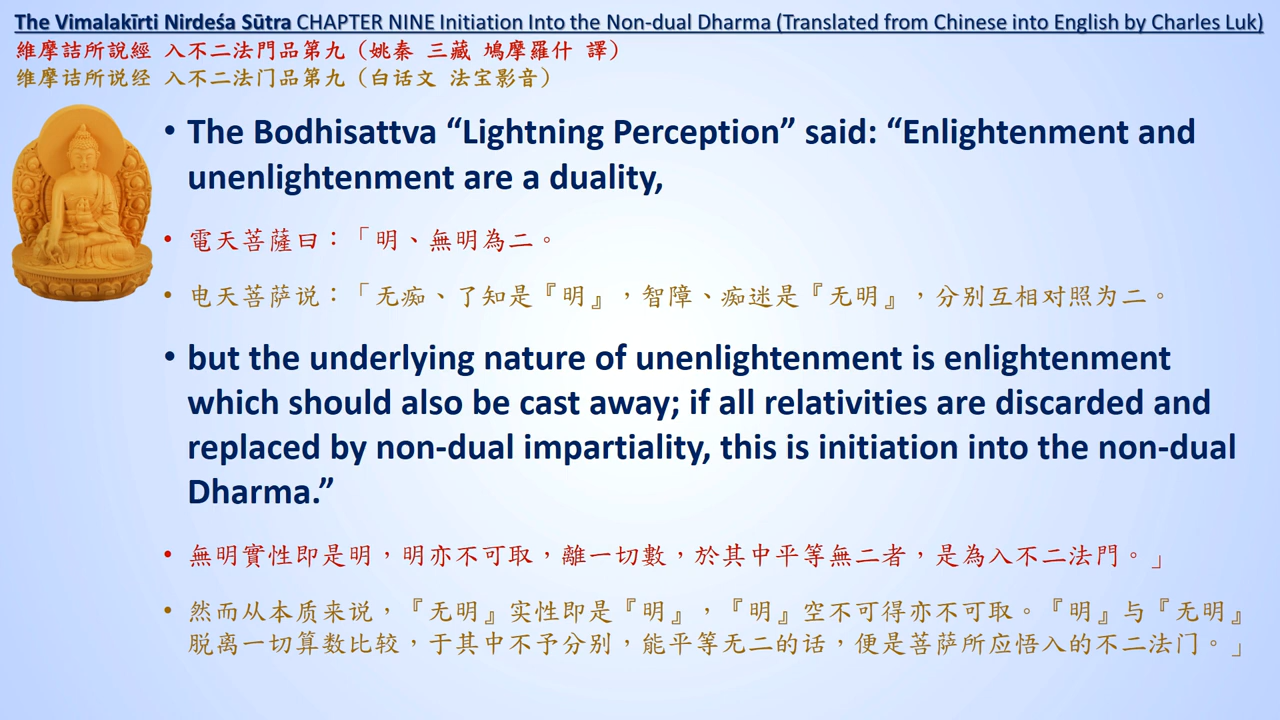 The Vimalakīrti Nirdeśa Sūtra CHAPTER NINE Initiation Into the Non-dual Dharma (Translated from Chinese into English by Charles Luk)
維摩詰所說經 入不二法門品第九（姚秦 三藏 鳩摩羅什 譯）
维摩诘所说经 入不二法门品第九（白话文 法宝影音）
• The Bodhisattva “Lightning Perception” said: “Enlightenment and
unenlightenment are a duality,
• 電天菩薩曰：「明、無明為二。
• 电天菩萨说：「无痴、了知是『明』，智障、痴迷是『无明』，分别互相对照为二。
• but the underlying nature of unenlightenment is enlightenment
which should also be cast away; if all relativities are discarded and
replaced by non-dual impartiality, this is initiation into the non-dual
Dharma.”
• 無明實性即是明，明亦不可取，離一切數，於其中平等無二者，是為入不二法門。」
• 然而从本质来说，『无明』实性即是『明』，『明』空不可得亦不可取。『明』与『无明』
脱离一切算数比较，于其中不予分别，能平等无二的话，便是菩萨所应悟入的不二法门。」